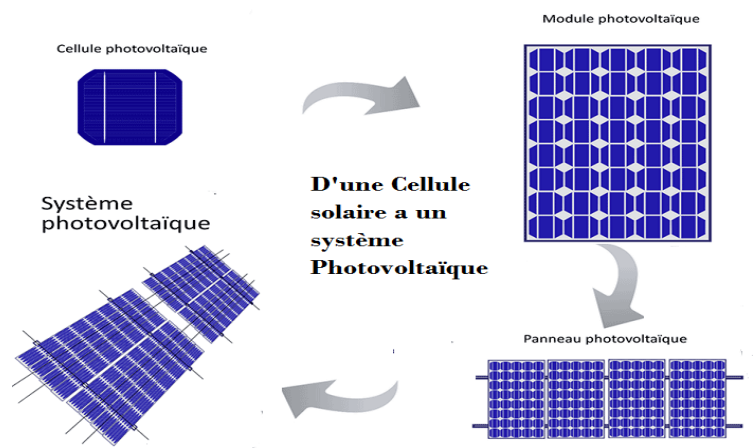 Module photovoltaïque
Cellule photovoltaïque
D'une Cellule
solaire a un
système
Photovoltaïque
Système
photovoltaïque
Panneau photovoltaïque